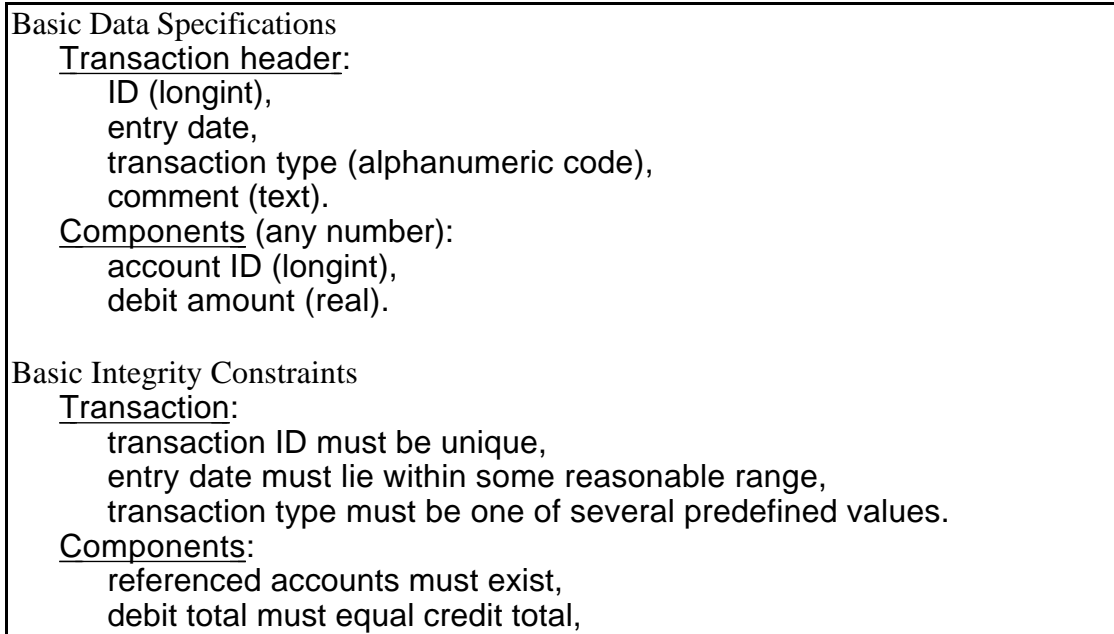 Basic Data Specifications
Transaction header:
ID (longint),
entry date,
transaction type (alphanumeric code),
comment (text).
Components (any number):
account ID (longint),
debit amount (real).
Basic Integrity Constraints
Transaction:
transaction ID must be unique,
entry date must lie within some reasonable range,
transaction type must be one of several predefined values.
Components:
referenced accounts must exist,
debit total must equal credit total,